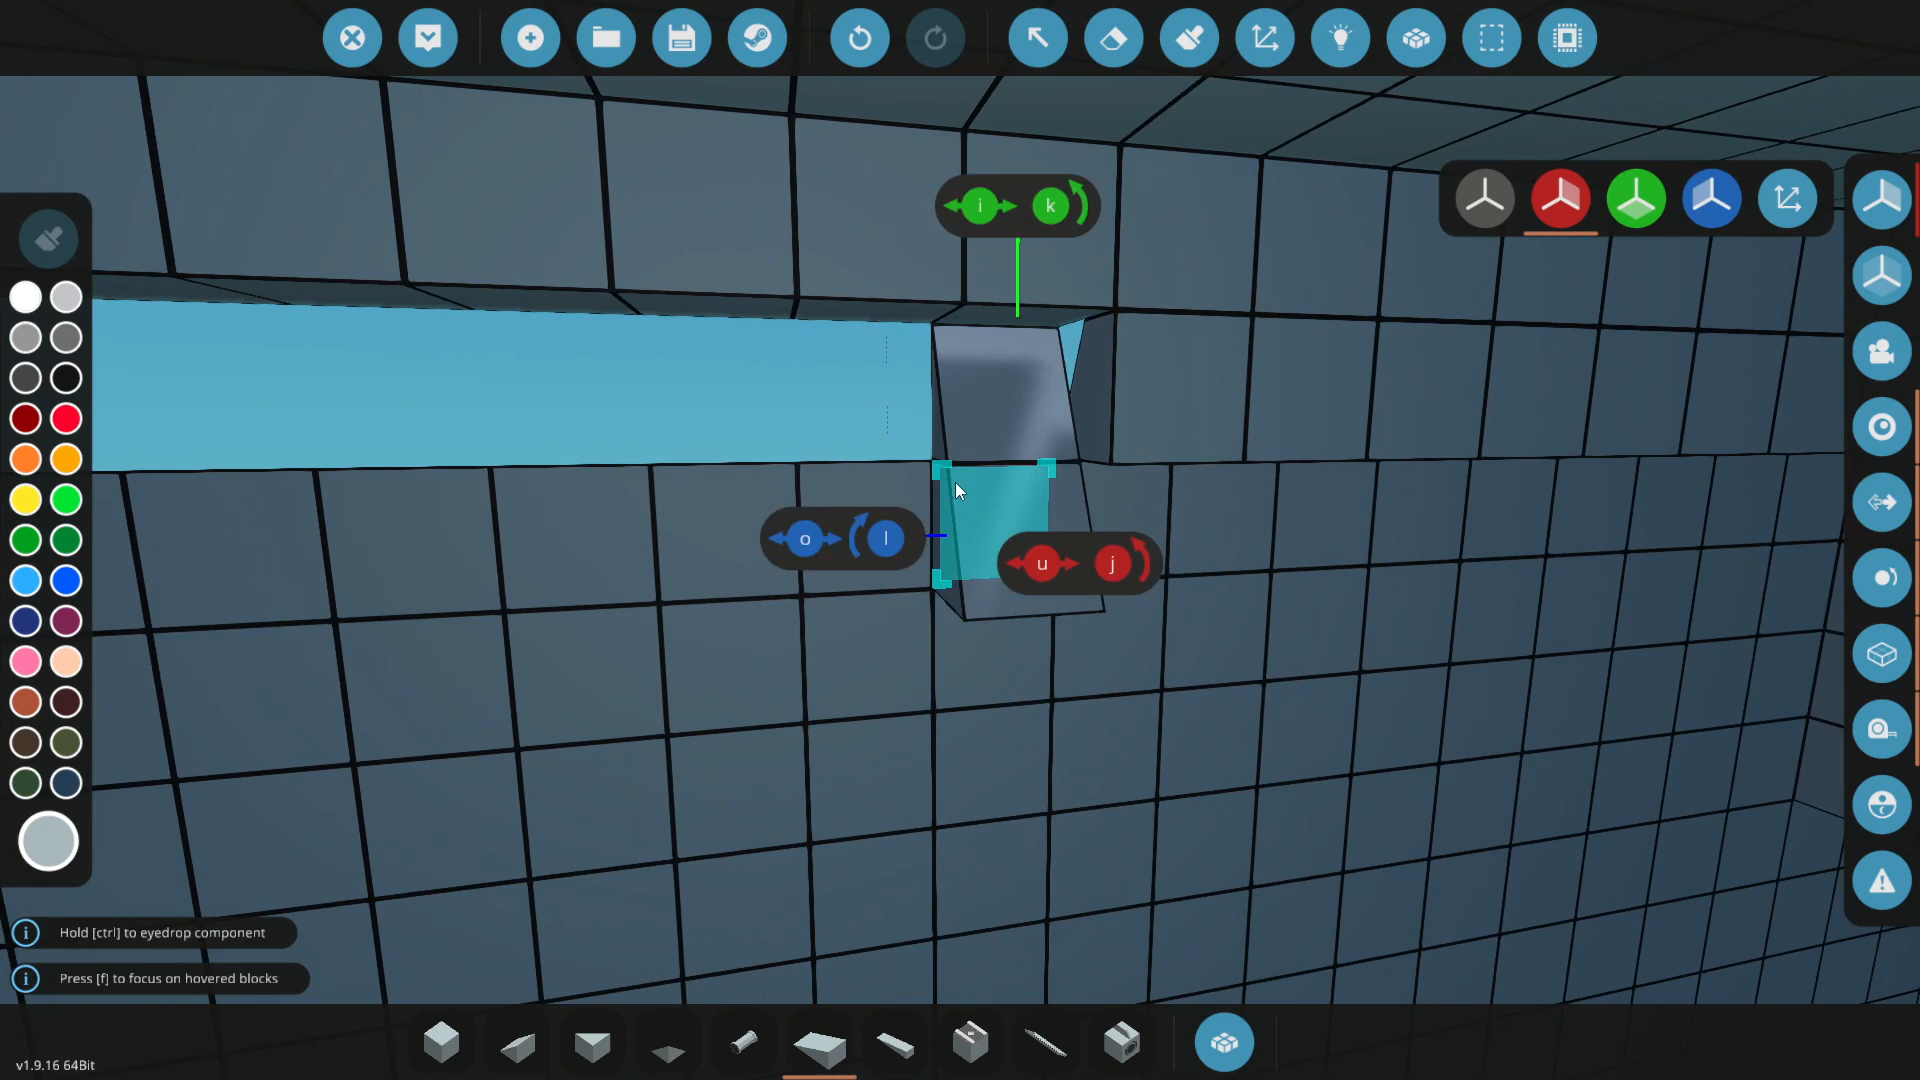 i k
o l
u j
Hold [ctrl] to eyedrop component
Press [f] to focus on hovered blocks
v1.9.16 64Bit